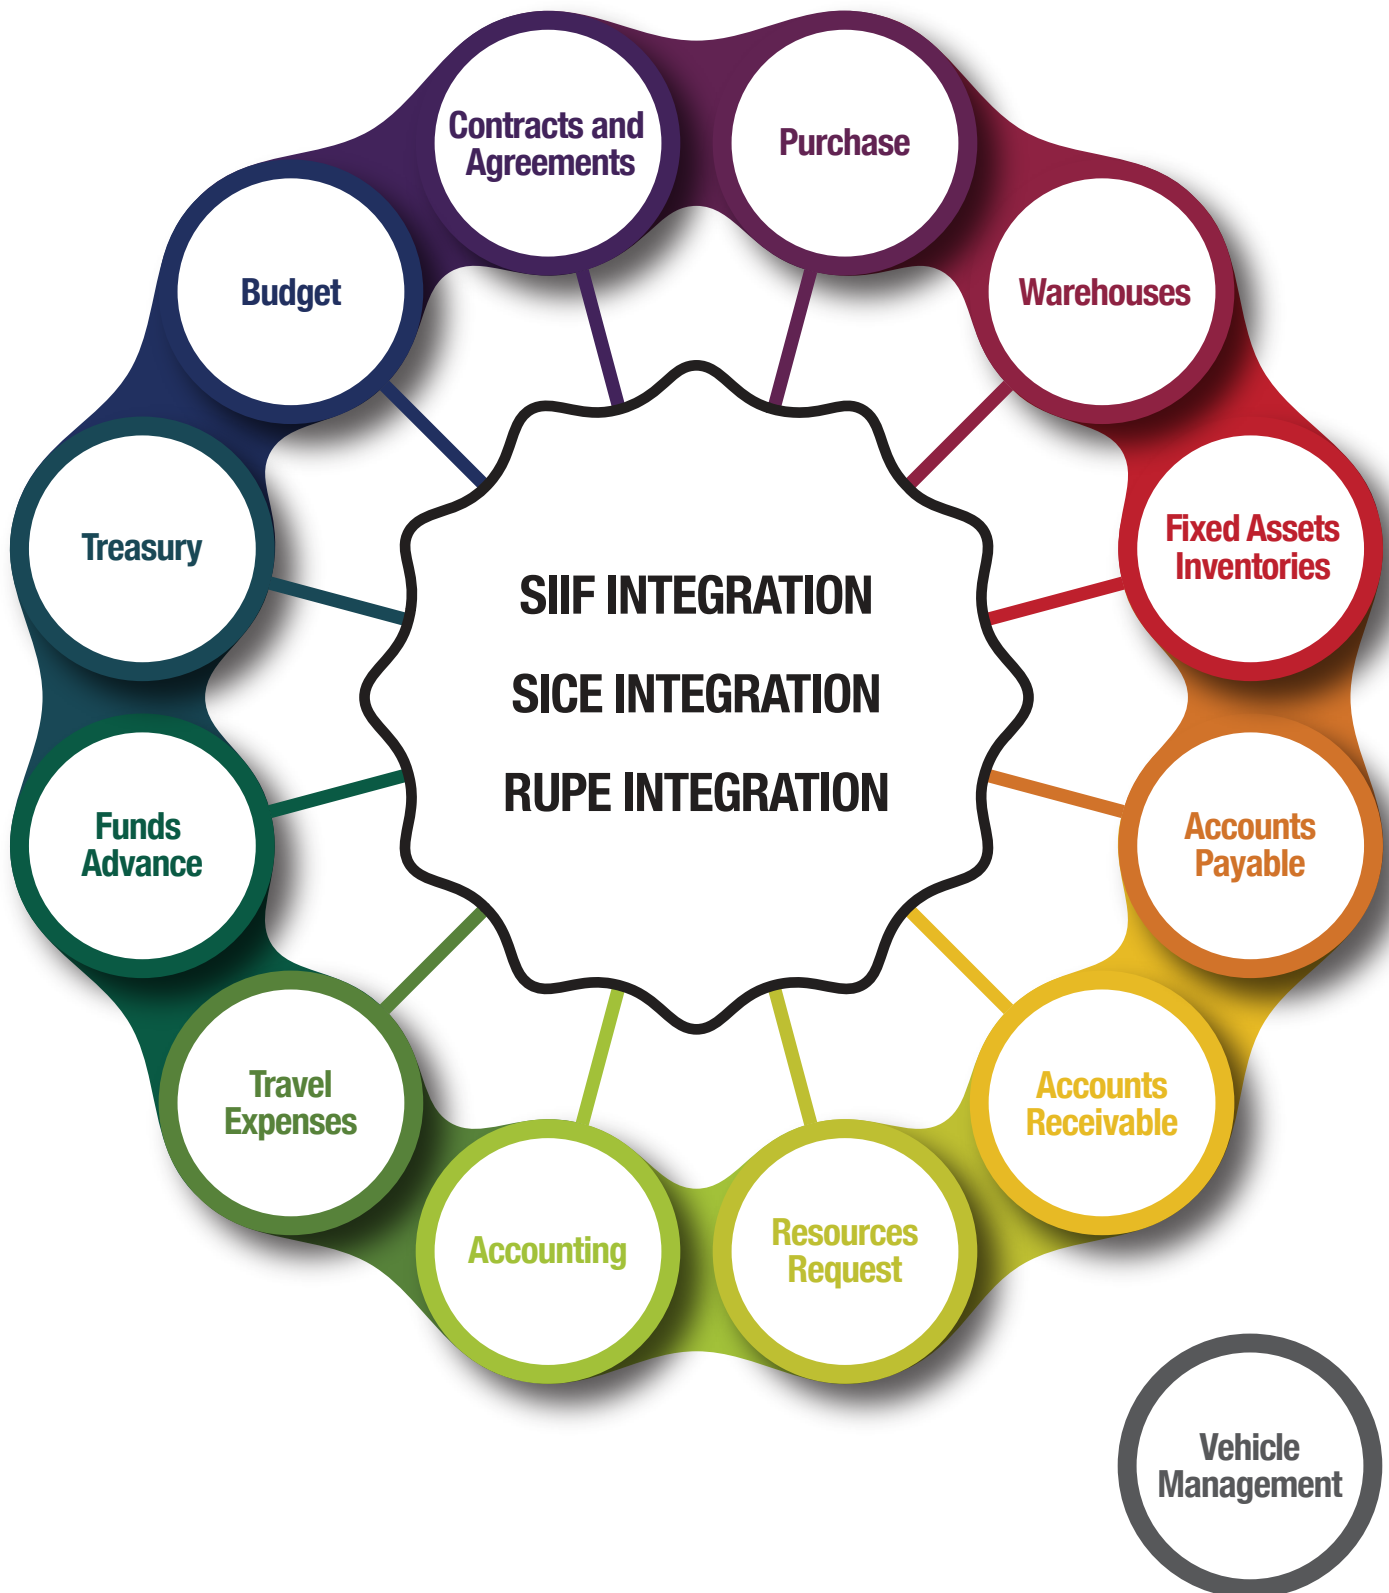 Contracts and
Agreements
Purchase
Budget
Warehouses
Treasury
Fixed Assets
Inventories
SIIF INTEGRATION
SICE INTEGRATION
RUPE INTEGRATION
Funds
Advance
Accounts
Payable
Travel
Expenses
Accounts
Receivable
Accounting
Resources
Request
Vehicle
Management